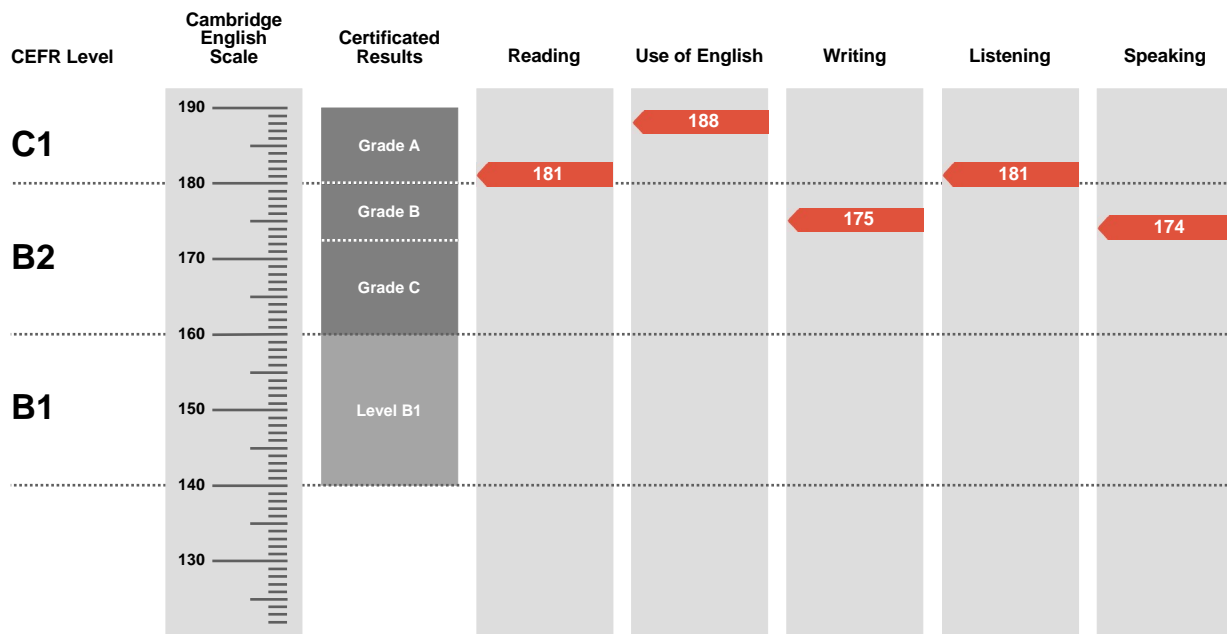 CEFR Level
Cambridge
English
Scale
Certificated
Results
Reading
Use of English
Writing
Listening
Speaking
190
C1
Grade A
188
181
181
180
Grade B
175
174
B2
170
Grade C
160
B1
150
Level B1
140
130